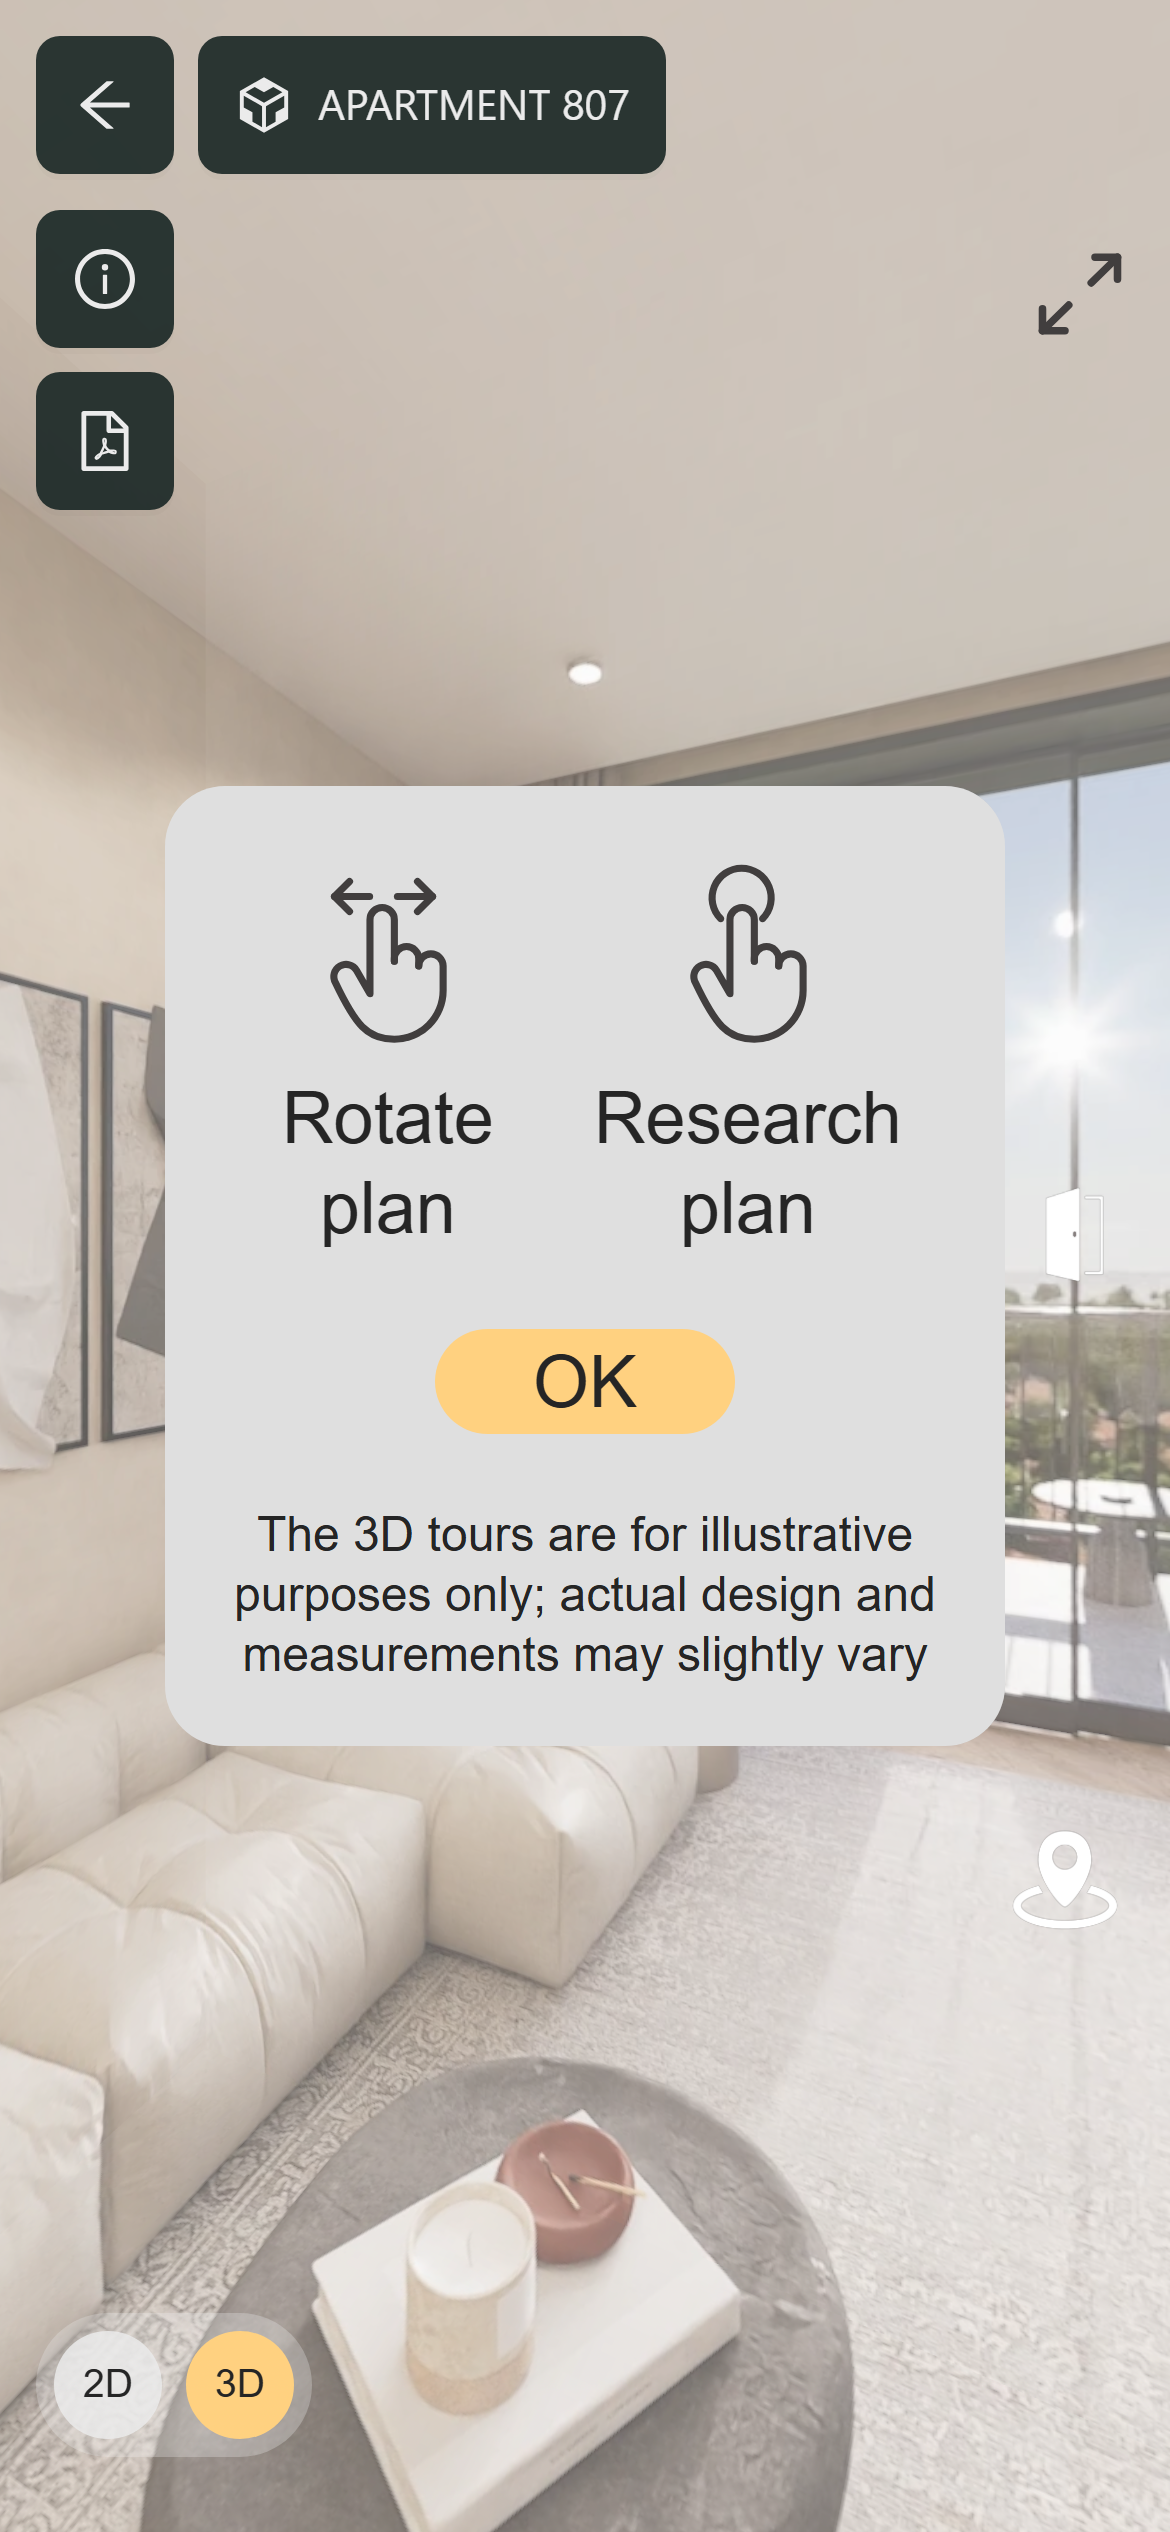 APARTMENT 807
Rotate
plan
Research
plan
OK
The 3D tours are for illustrative
purposes only; actual design and
measurements may slightly vary
2D
3D